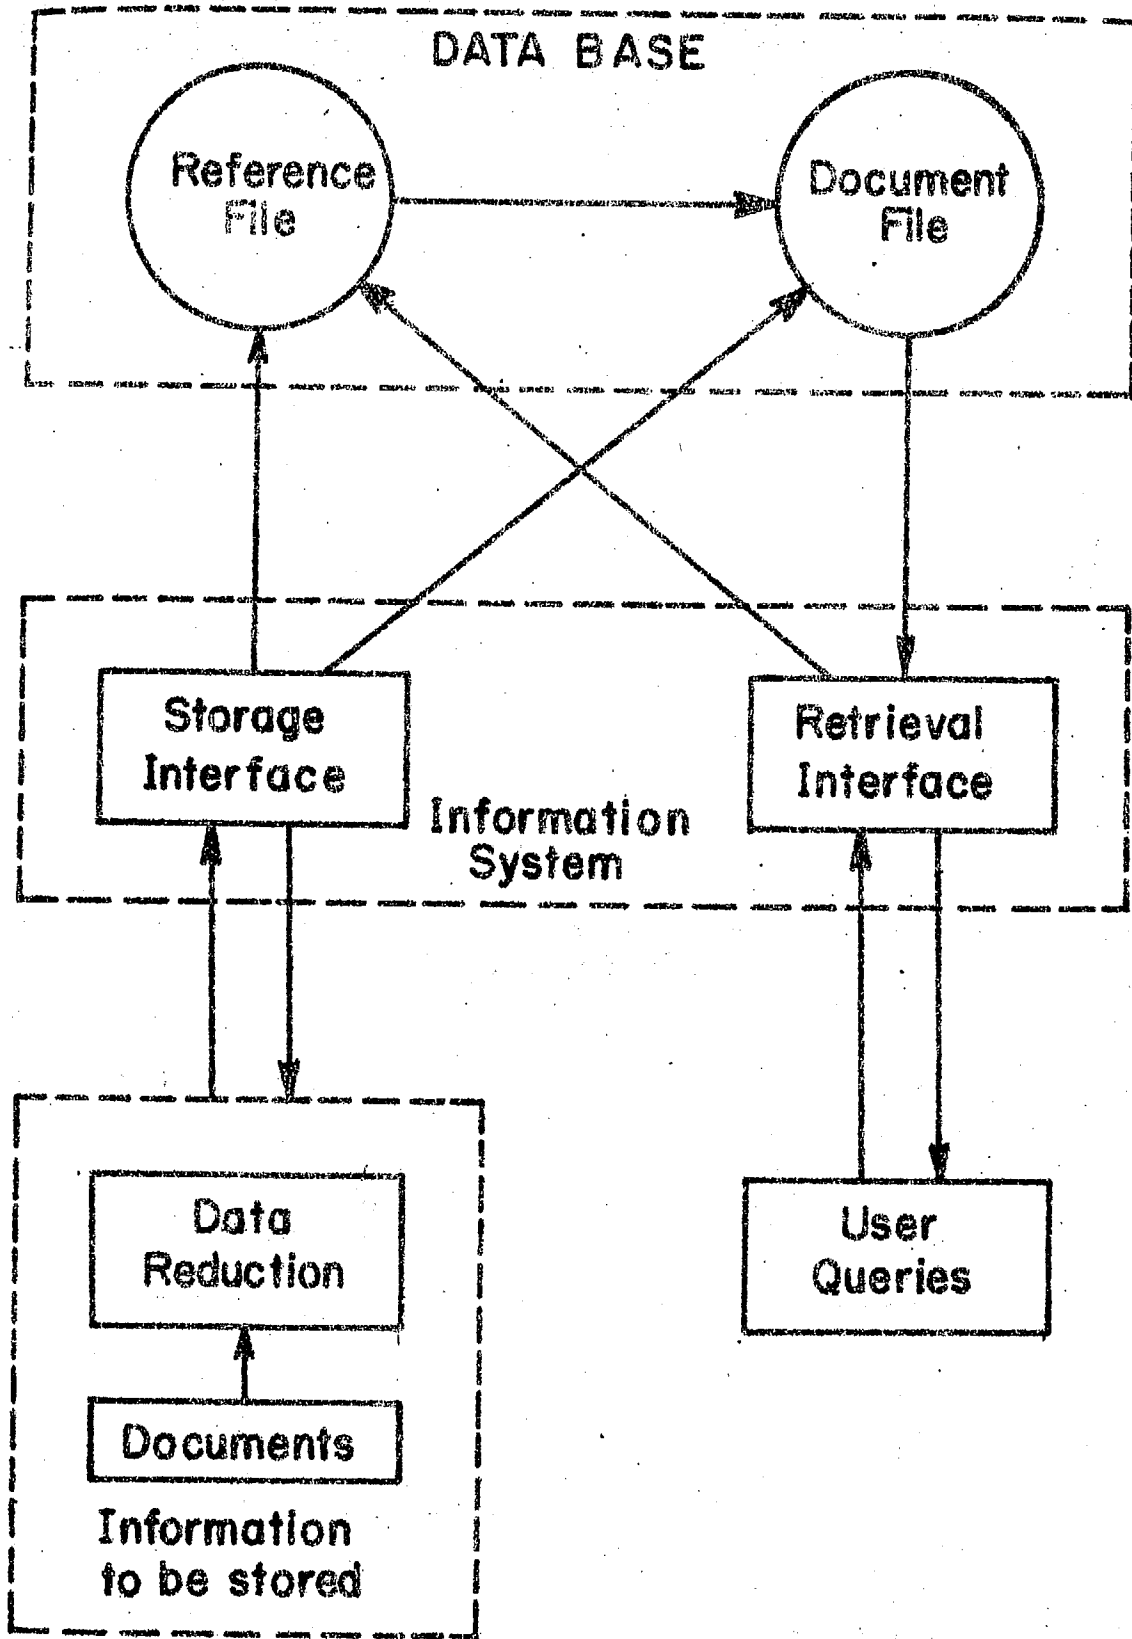 DATA BASE
Reference
File
Document
File
Storage
Interface
Retrieval
Interface
Information
System
Data
Reduction
User
Queries
Documents
Information
to be stored